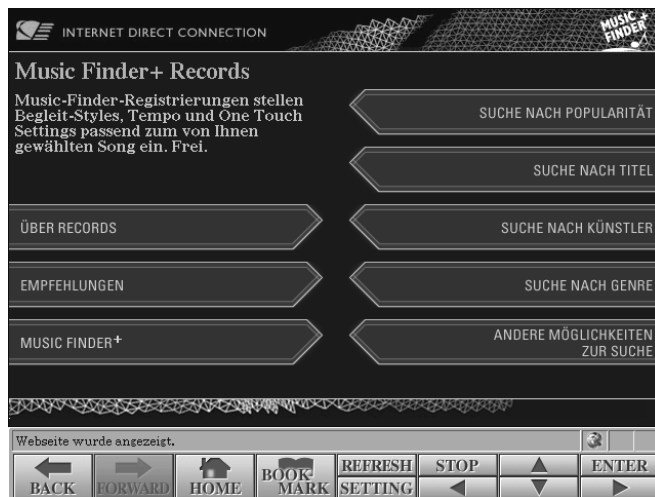 INTERNET DIRECT CONNECTION
MUSIC FINDER+
Music Finder+ Records
Music-Finder-Registrierungen stellen
Begleit-Styles, Tempo und One Touch
Settings passend zum von Ihnen
gewählten Song ein. Frei.
SUCHE NACH POPULARITÄT
SUCHE NACH TITEL
ÜBER RECORDS
SUCHE NACH KÜNSTLER
EMPFEHLUNGEN
SUCHE NACH GENRE
MUSIC FINDER+
ANDERE MÖGLICHKEITEN
ZUR SUCHE
Webseite wurde angezeigt.
BACK
FORWARD
HOME
BOOK
MARK
REFRESH
SETTING
STOP
ENTER